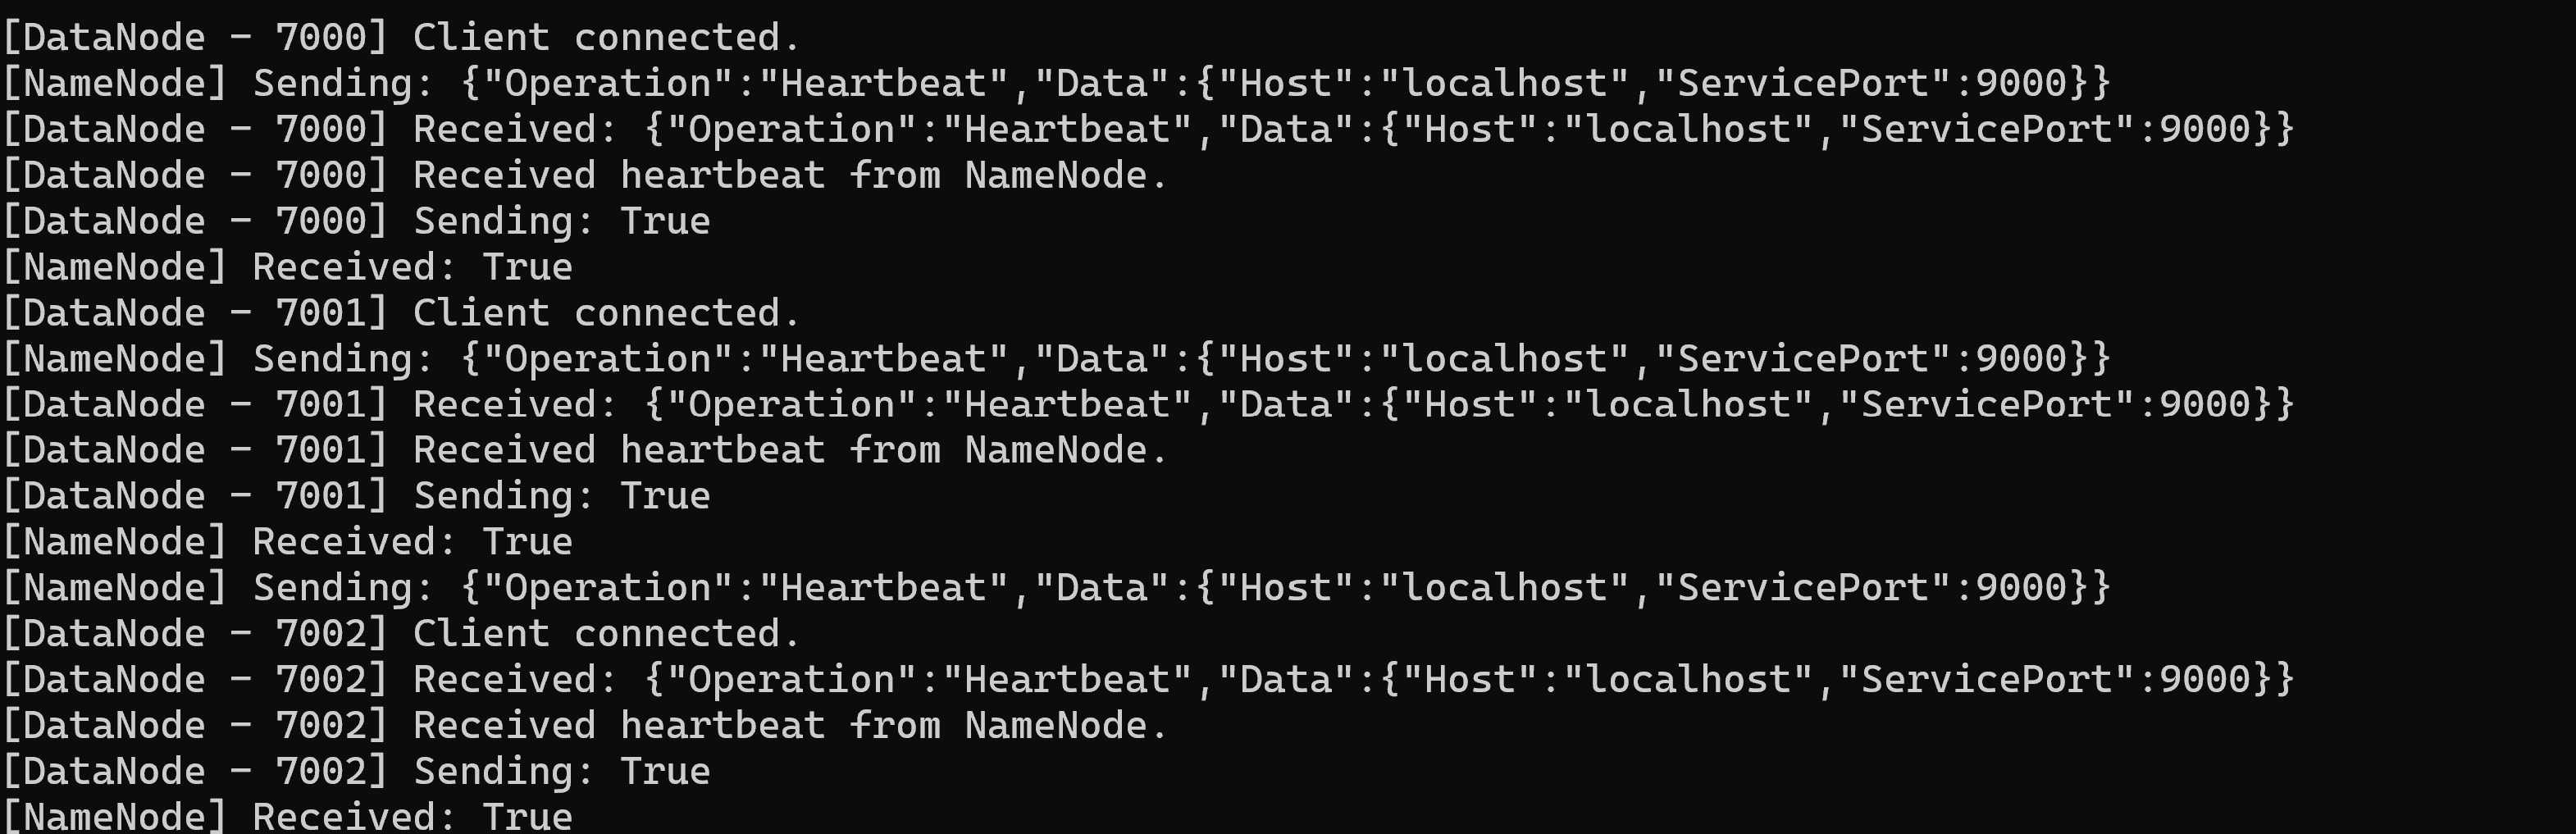 [DataNode - 7000] Client connected.
[NameNode] Sending: {"Operation":"Heartbeat","Data":{"Host":"localhost","ServicePort":9000}}
[DataNode - 7000] Received: {"Operation":"Heartbeat","Data":{"Host":"localhost","ServicePort":9000}}
[DataNode - 7000] Received heartbeat from NameNode.
[DataNode - 7000] Sending: True
[NameNode] Received: True
[DataNode - 7001] Client connected.
[NameNode] Sending: {"Operation":"Heartbeat","Data":{"Host":"localhost","ServicePort":9000}}
[DataNode - 7001] Received: {"Operation":"Heartbeat","Data":{"Host":"localhost","ServicePort":9000}}
[DataNode - 7001] Received heartbeat from NameNode.
[DataNode - 7001] Sending: True
[NameNode] Received: True
[NameNode] Sending: {"Operation":"Heartbeat","Data":{"Host":"localhost","ServicePort":9000}}
[DataNode - 7002] Client connected.
[DataNode - 7002] Received: {"Operation":"Heartbeat","Data":{"Host":"localhost","ServicePort":9000}}
[DataNode - 7002] Received heartbeat from NameNode.
[DataNode - 7002] Sending: True
[NameNode] Received: True